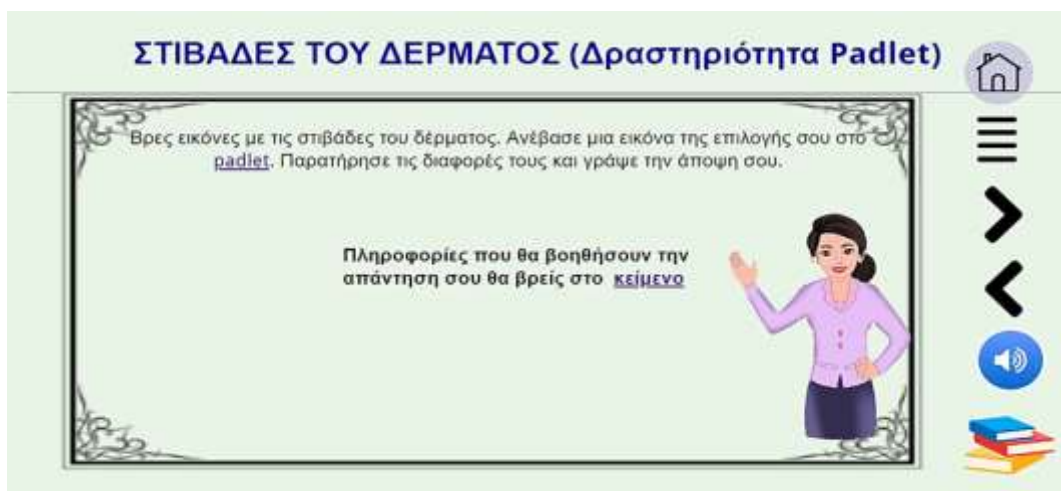 ΣΤΙΒΑΔΕΣ ΤΟΥ ΔΕΡΜΑΤΟΣ (Δραστηριότητα Padlet)
Βρες εικόνες με τις στιβάδες του δέρματος. Ανέβασε μια εικόνα της επιλογής σου στο
padlet. Παρατήρησε τις διαφορές τους και γράψε την άποψη σου.
Πληροφορίες που θα βοηθήσουν την
απάντηση σου θα βρείς στο κείμενο